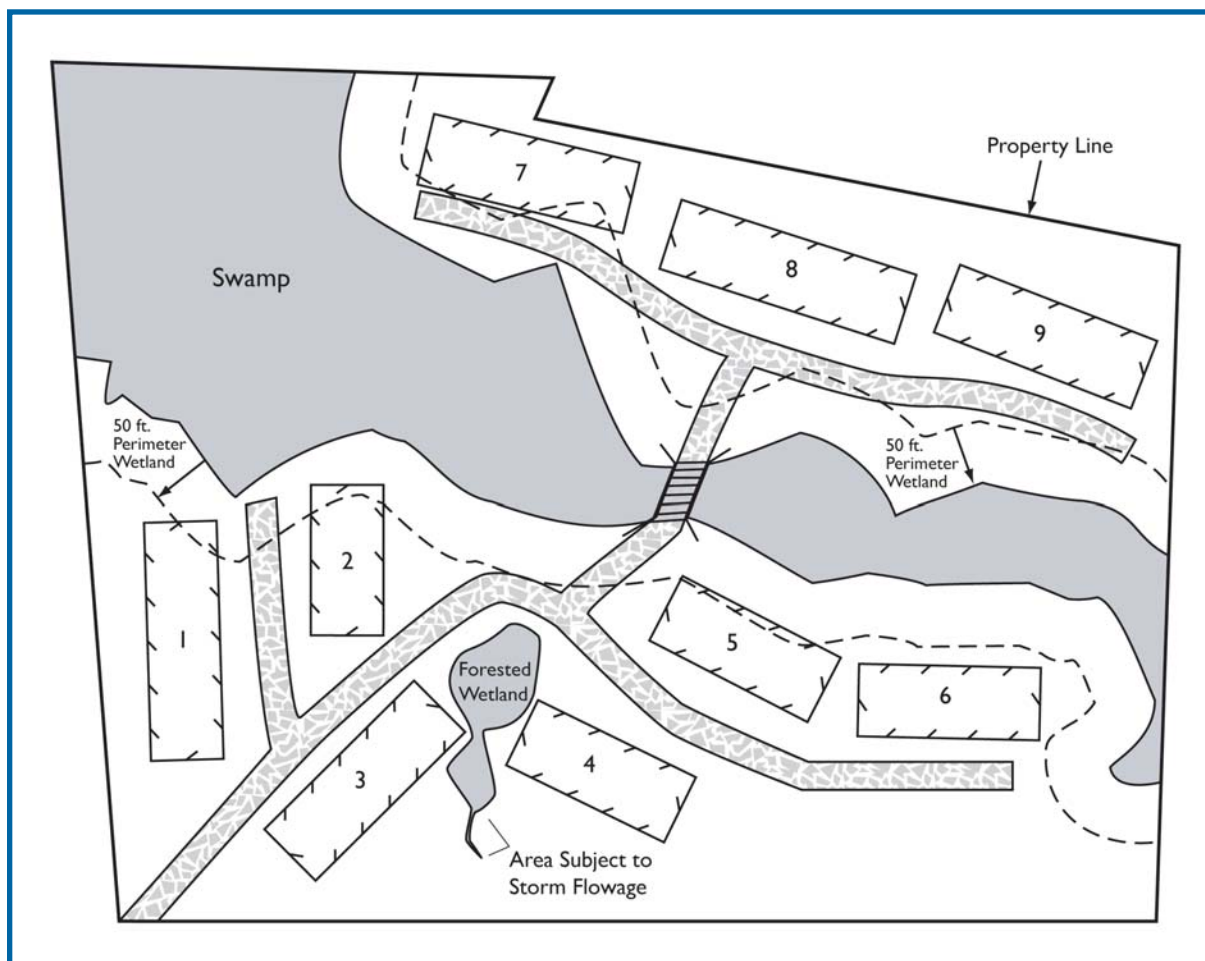 Property Line
7
8
9
Swamp
50 ft.
Perimeter
Wetland
50 ft.
Perimeter
Wetland
1
2
3
Forested
Wetland
4
5
6
Area Subject to
Storm Flowage